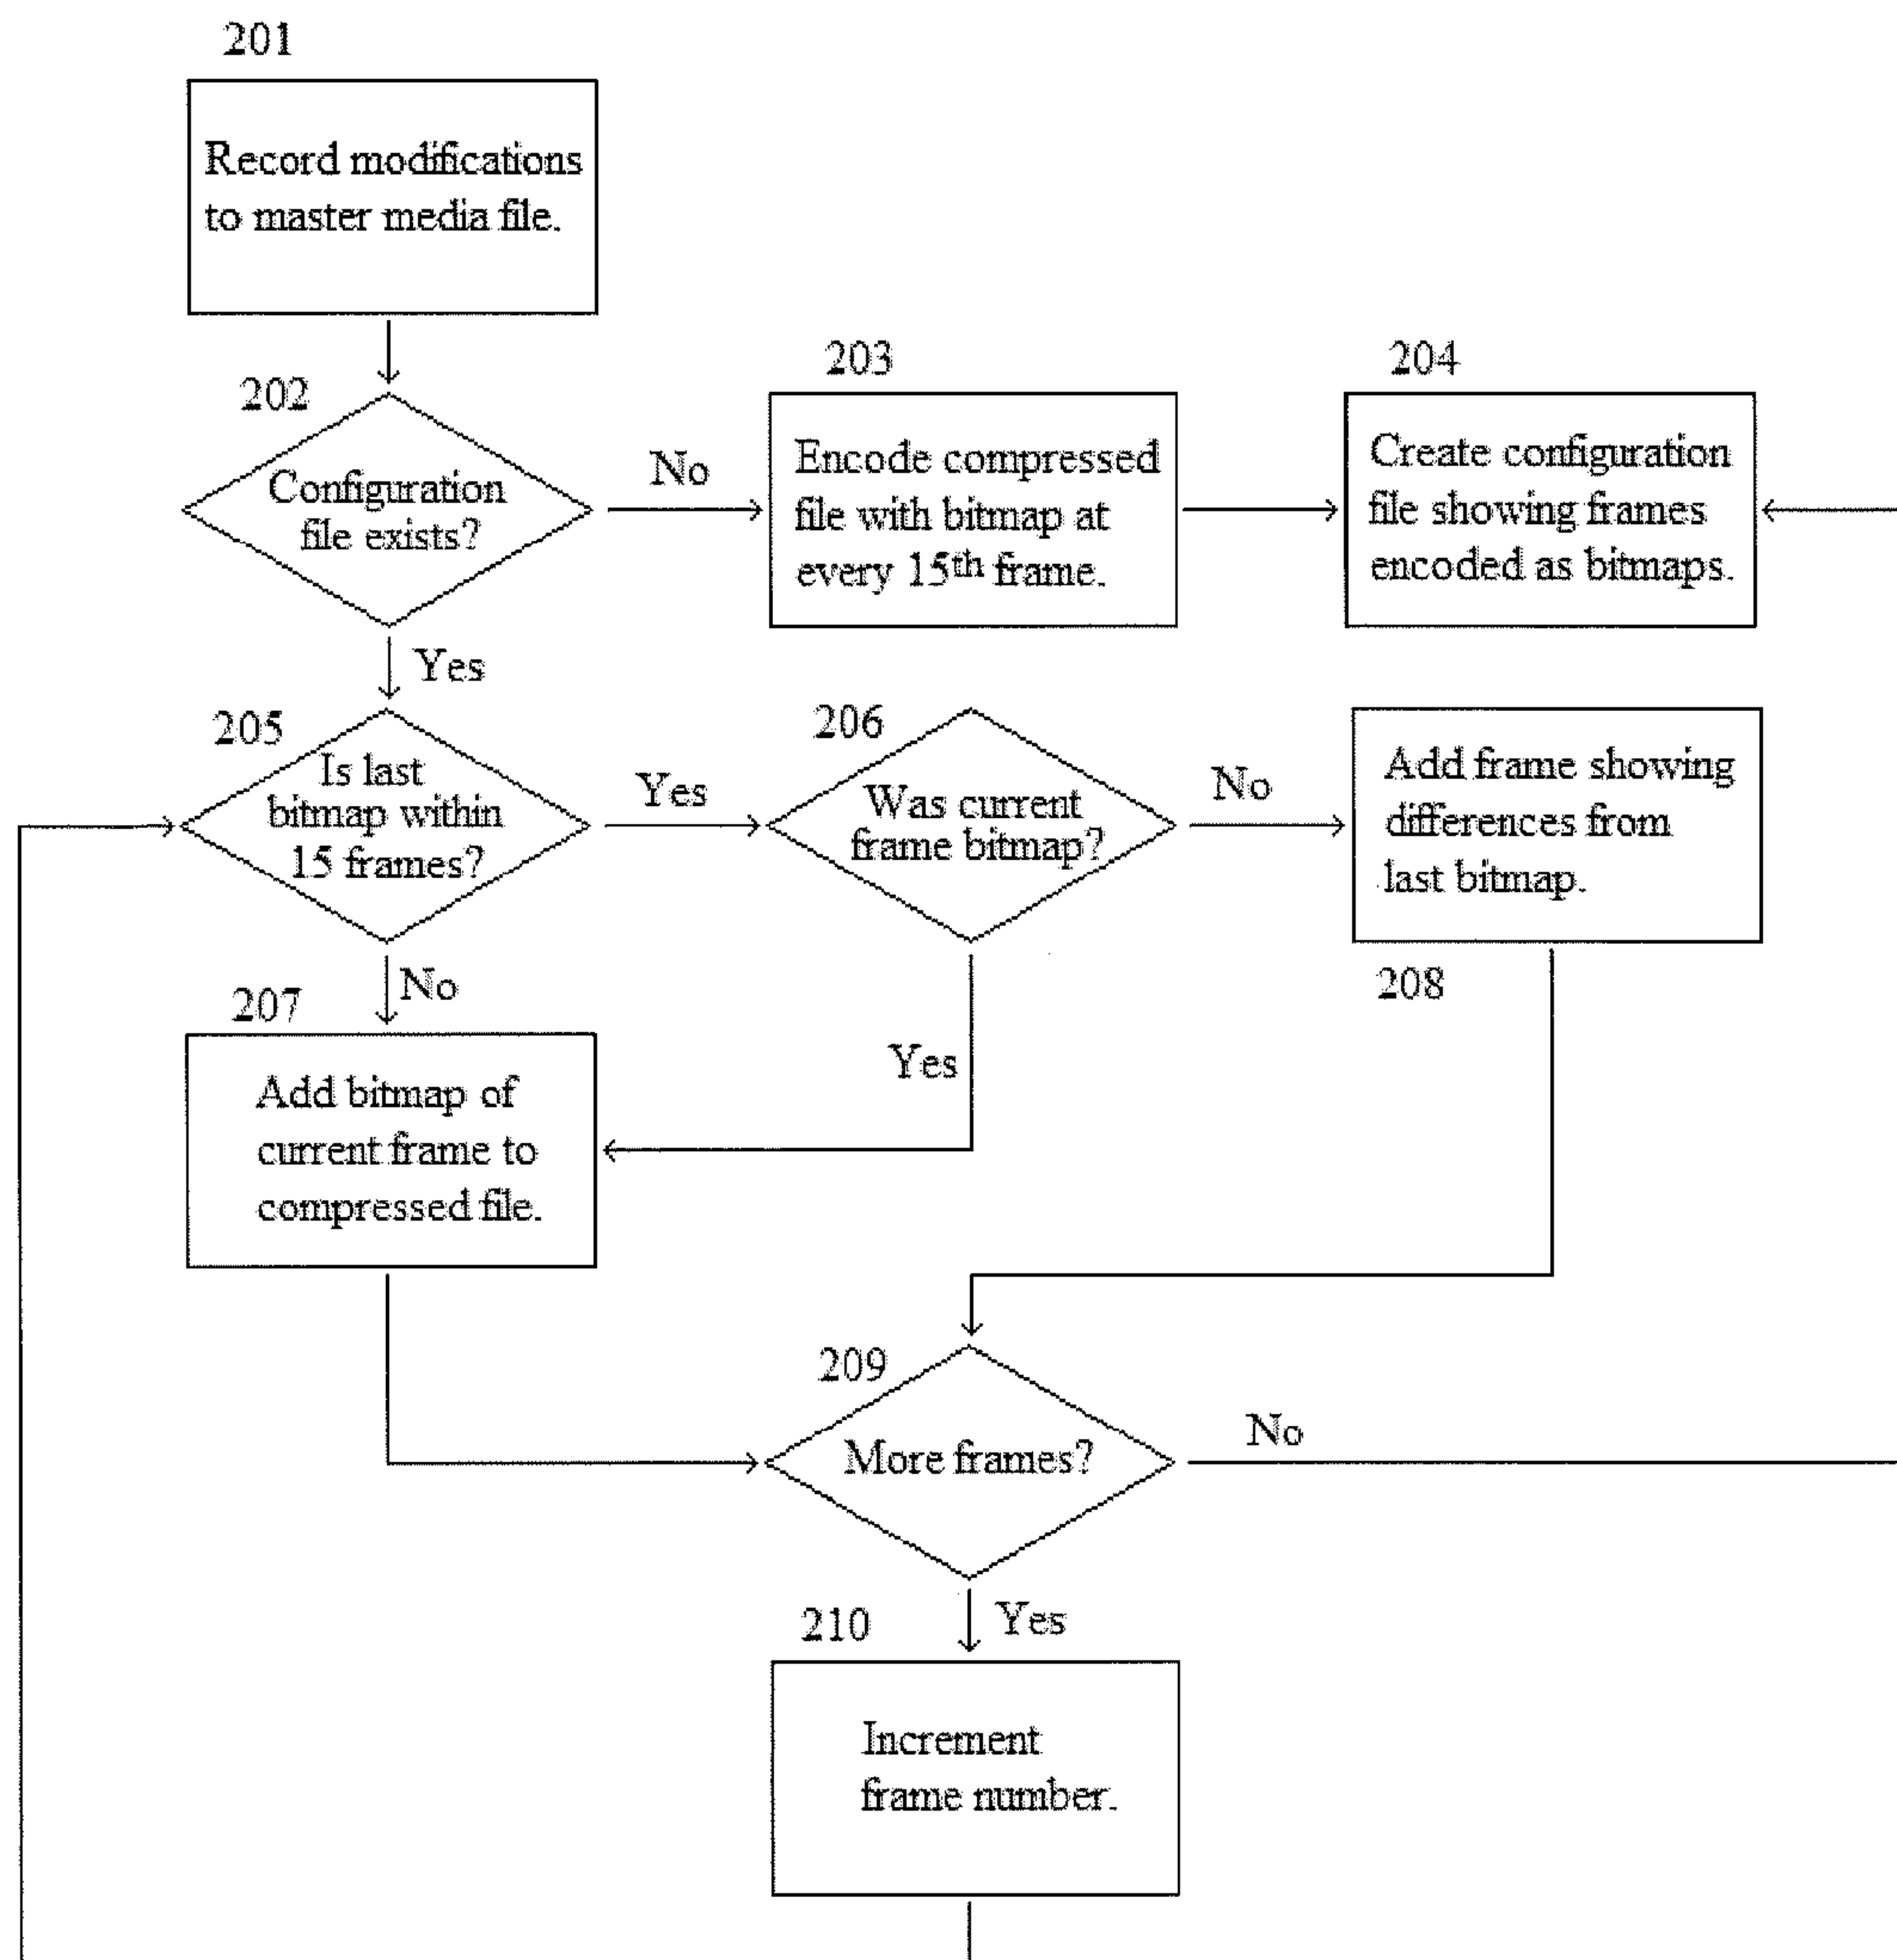 201
Record modifications
to master media file.
202
Configuration
file exists?
No
203
Encode compressed
file with bitmap at
every 15th frame.
204
Create configuration
file showing frames
encoded as bitmaps.
Yes
205
Is last
bitmap within
15 frames?
Yes
206
Was current
frame bitmap?
No
Add frame showing
differences from
last bitmap.
208
No
207
Add bitmap of
current frame to
compressed file.
Yes
209
More frames?
No
Yes
210
Increment
frame number.